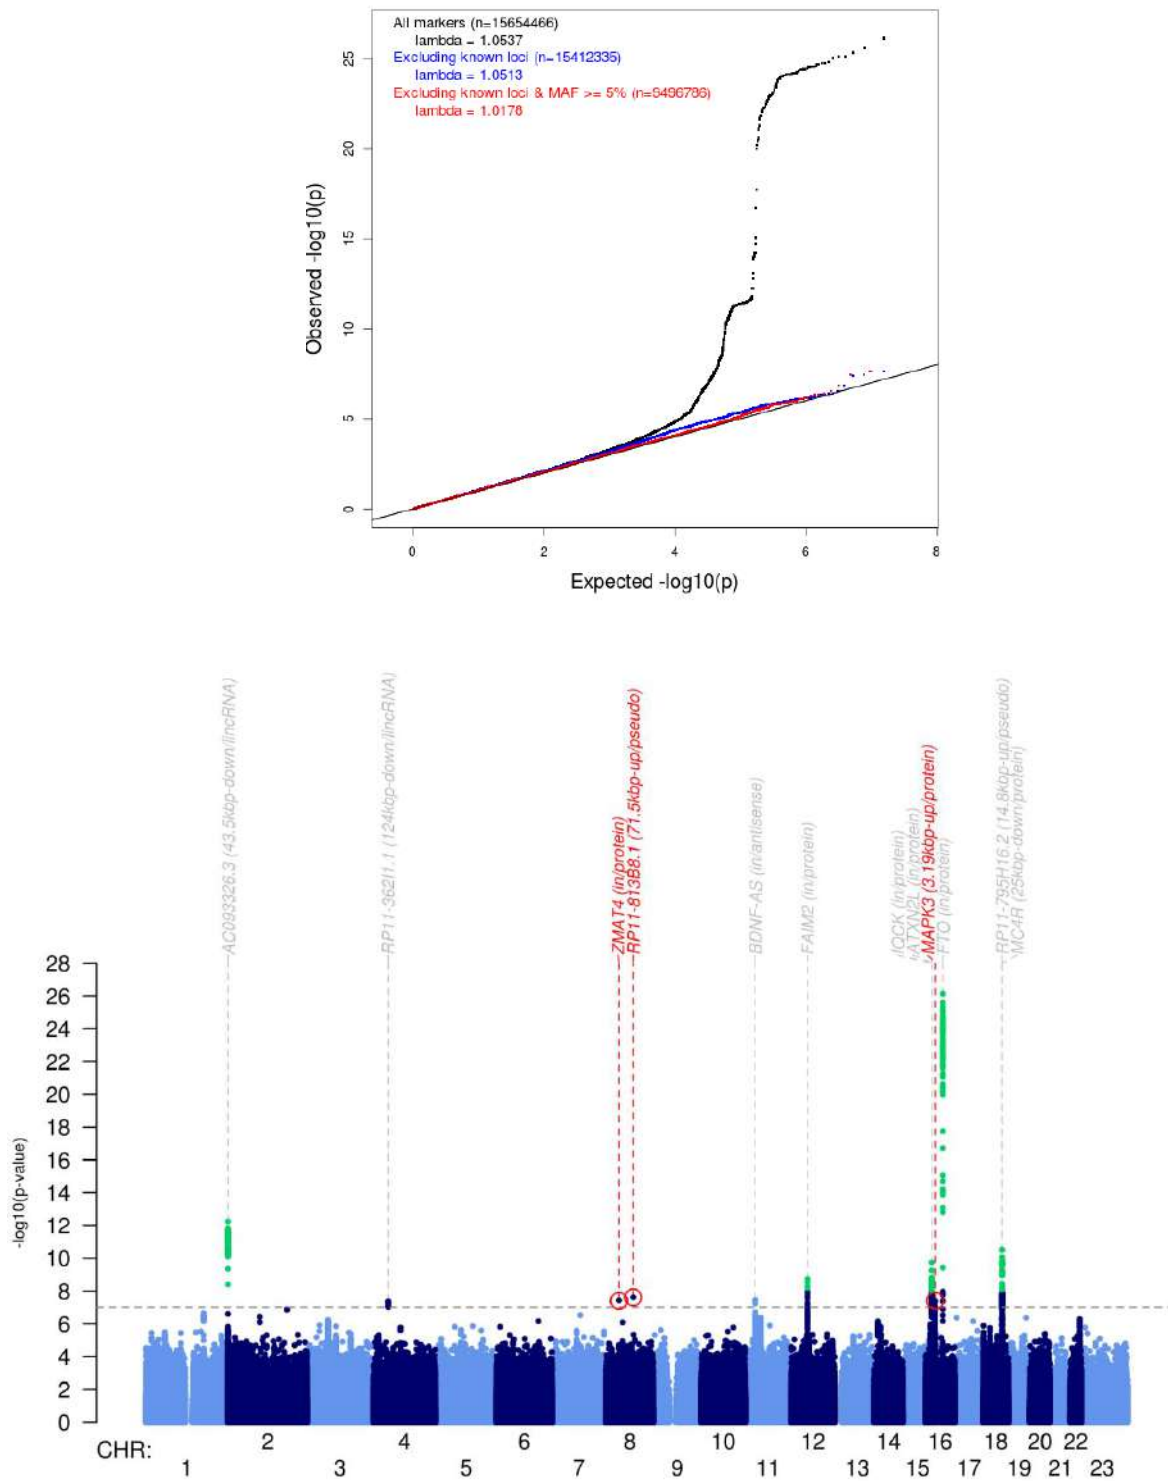 All markers (n=15654466)
lambda = 1.0537
Excluding known loci (n=15412335)
lambda = 1.0513
Excluding known loci & MAF >= 5% (n=9496786)
lambda = 1.0178
25
20
15
10
5
0
Observed -log10(p)
0 2 4 6 8
Expected -log10(p)
AC093326.3 (43.5kbp-down/lincRNA)
RP11-362I1.1 (124kbp-down/lincRNA)
ZMAT4 (in/protein)
RP11-813B8.1 (71.5kbp-up/pseudo)
BDNF-AS (in/antisense)
FAIM2 (in/protein)
IQCK (in/protein)
ATXN2L (in/protein)
MAPK3 (3.19kbp-up/protein)
FTO (in/protein)
RP11-795H16.2 (14.8kbp-up/pseudo)
MC4R (25kbp-down/protein)
28
26
24
22
20
18
16
14
12
10
8
6
4
2
0
-log10(p-value)
CHR:
2 4 6 8 10 12 14 16 18 20 22
1 3 5 7 9 11 13 15 17 19 21 23